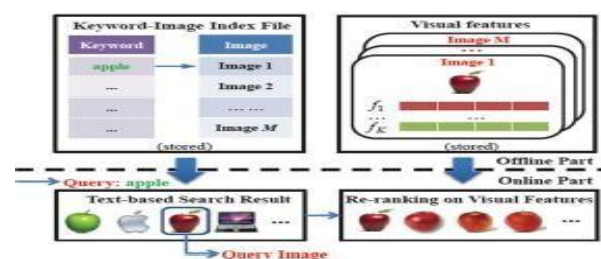 Keyword-Image Index File
Keyword
Image
apple
Image 1
...
Image 2
...
... ...
...
Image M
(stored)
Visual features
Image M
...
Image 1
f1
...
fK
(stored)
Offline Part
Online Part
Query: apple
Text-based Search Result
...
Query Image
Re-ranking on Visual Features
...